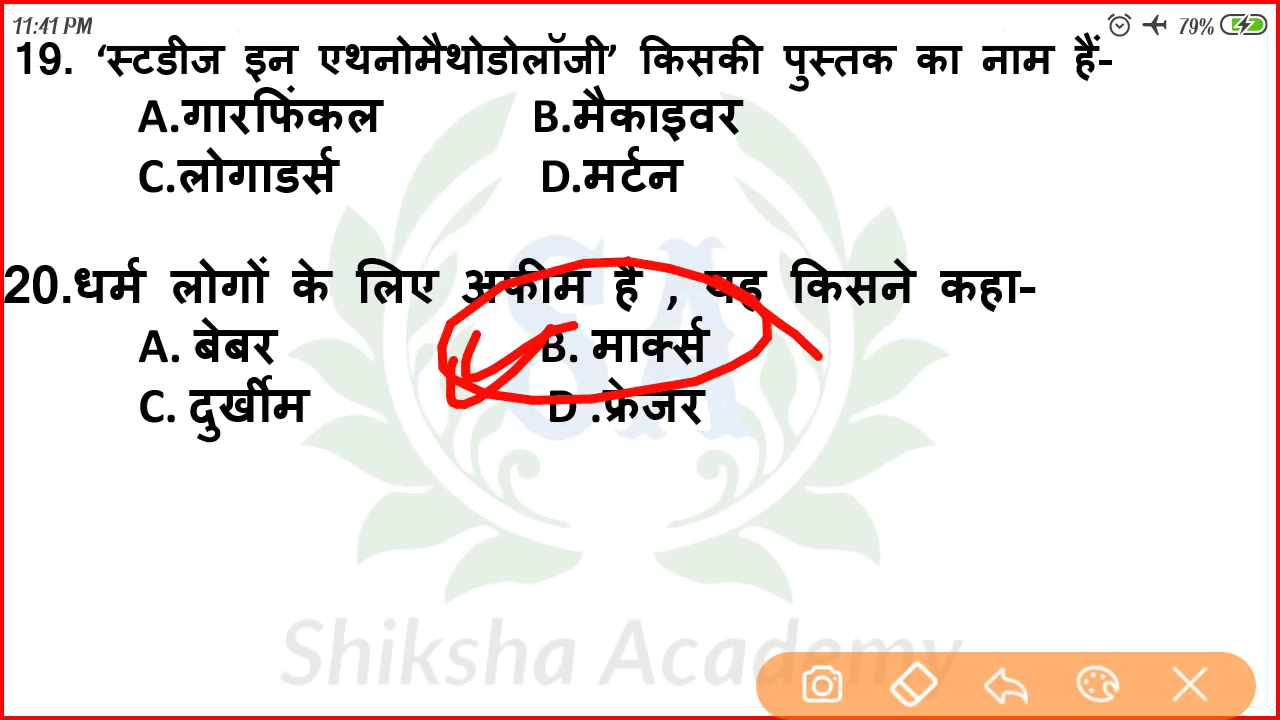 11:41 PM 79%
19. ‘स्टडीज इन एथनोमैथोडोलॉजी’ किसकी पुस्तक का नाम हैं-
A.गारफिंकल B.मैकाइवर
C.लोगाडर्स D.मर्टन
20.धर्म लोगों के लिए अफीम है , यह किसने कहा-
A. बेबर B. मार्क्स
C. दुर्खीम D .फ्रेजर
SA
Shiksha Academy